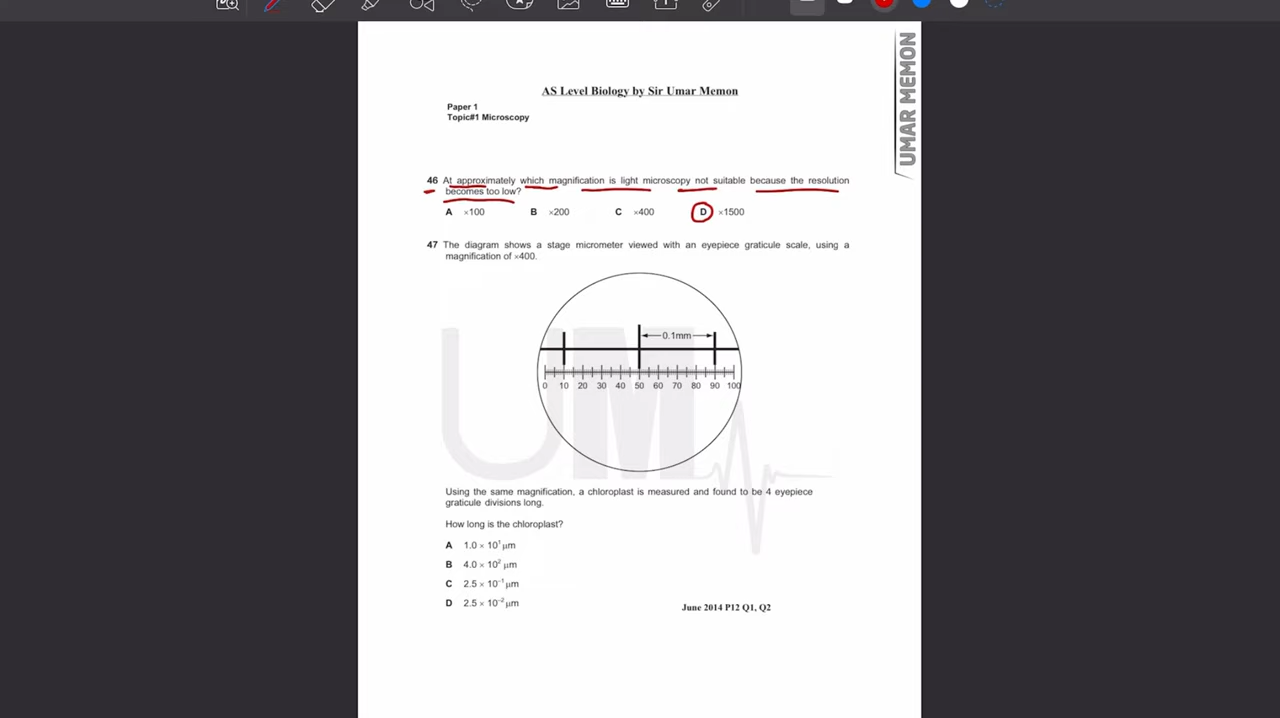 UMAR MEMON
AS Level Biology by Sir Umar Memon
Paper 1
Topic#1 Microscopy
46 At approximately which magnification is light microscopy not suitable because the resolution
becomes too low?
A ×100 B ×200 C ×400 D ×1500
47 The diagram shows a stage micrometer viewed with an eyepiece graticule scale, using a
magnification of ×400.
0.1mm
0 10 20 30 40 50 60 70 80 90 100
UM
Using the same magnification, a chloroplast is measured and found to be 4 eyepiece
graticule divisions long.
How long is the chloroplast?
A 1.0 × 10¹ μm
B 4.0 × 10² μm
C 2.5 × 10⁻¹ μm
D 2.5 × 10⁻² μm
June 2014 P12 Q1, Q2